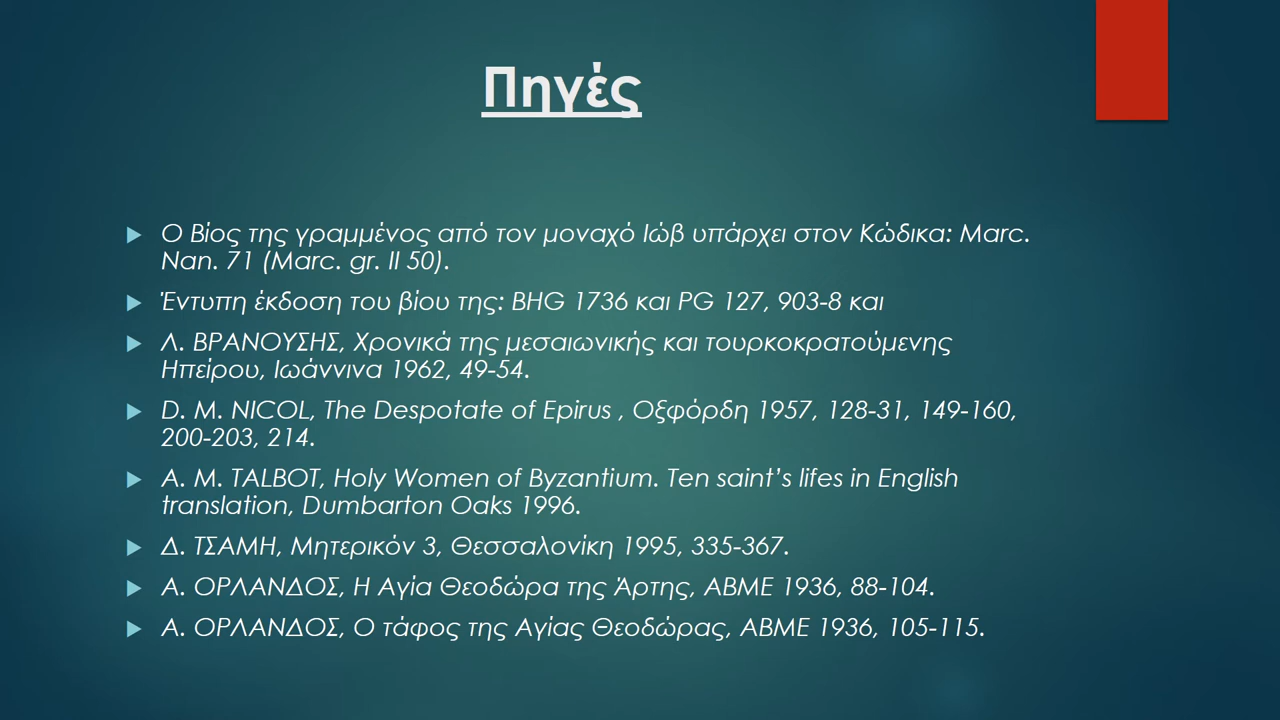 Πηγές
Ο Βίος της γραμμένος από τον μοναχό Ιώβ υπάρχει στον Κώδικα: Marc.
Nan. 71 (Marc. gr. II 50).
Έντυπη έκδοση του βίου της: BHG 1736 και PG 127, 903-8 και
Λ. ΒΡΑΝΟΥΣΗΣ, Χρονικά της μεσαιωνικής και τουρκοκρατούμενης
Ηπείρου, Ιωάννινα 1962, 49-54.
D. M. NICOL, The Despotate of Epirus , Οξφόρδη 1957, 128-31, 149-160,
200-203, 214.
A. M. TALBOT, Holy Women of Byzantium. Ten saint’s lifes in English
translation, Dumbarton Oaks 1996.
Δ. ΤΣΑΜΗ, Μητερικόν 3, Θεσσαλονίκη 1995, 335-367.
Α. ΟΡΛΑΝΔΟΣ, Η Αγία Θεοδώρα της Άρτης, ΑΒΜΕ 1936, 88-104.
Α. ΟΡΛΑΝΔΟΣ, Ο τάφος της Αγίας Θεοδώρας, ΑΒΜΕ 1936, 105-115.